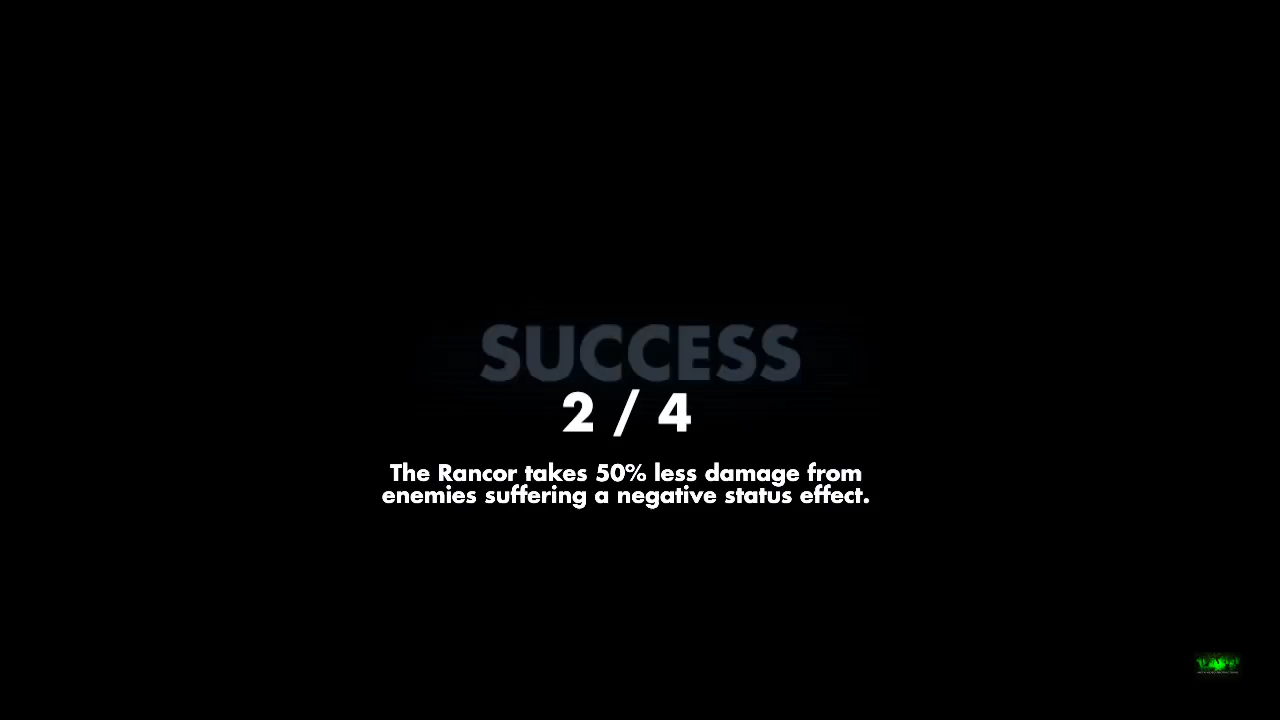 SUCCESS
2 / 4
The Rancor takes 50% less damage from
enemies suffering a negative status effect.